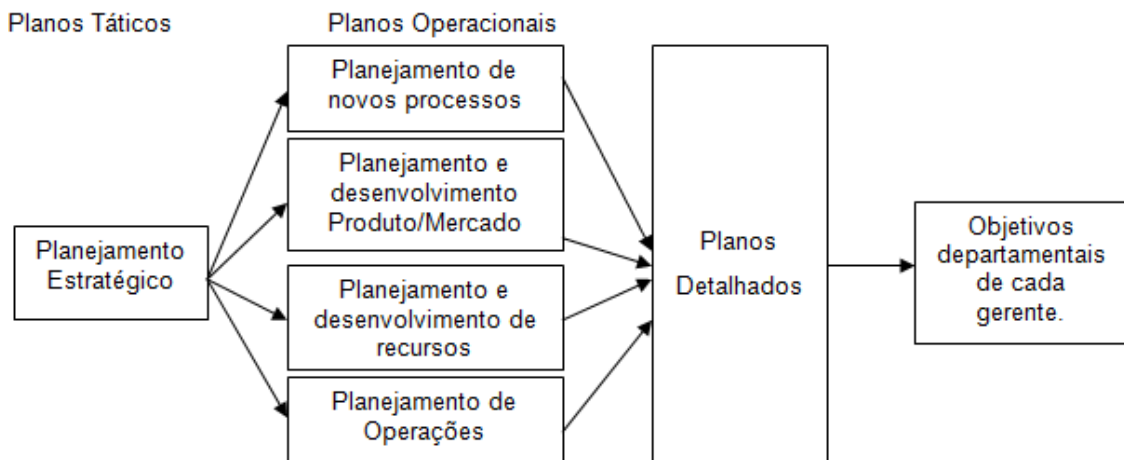 Planos Táticos
Planos Operacionais
Planejamento
Estratégico
Planejamento de
novos processos
Planejamento e
desenvolvimento
Produto/Mercado
Planejamento e
desenvolvimento de
recursos
Planejamento de
Operações
Planos
Detalhados
Objetivos
departamentais
de cada
gerente.